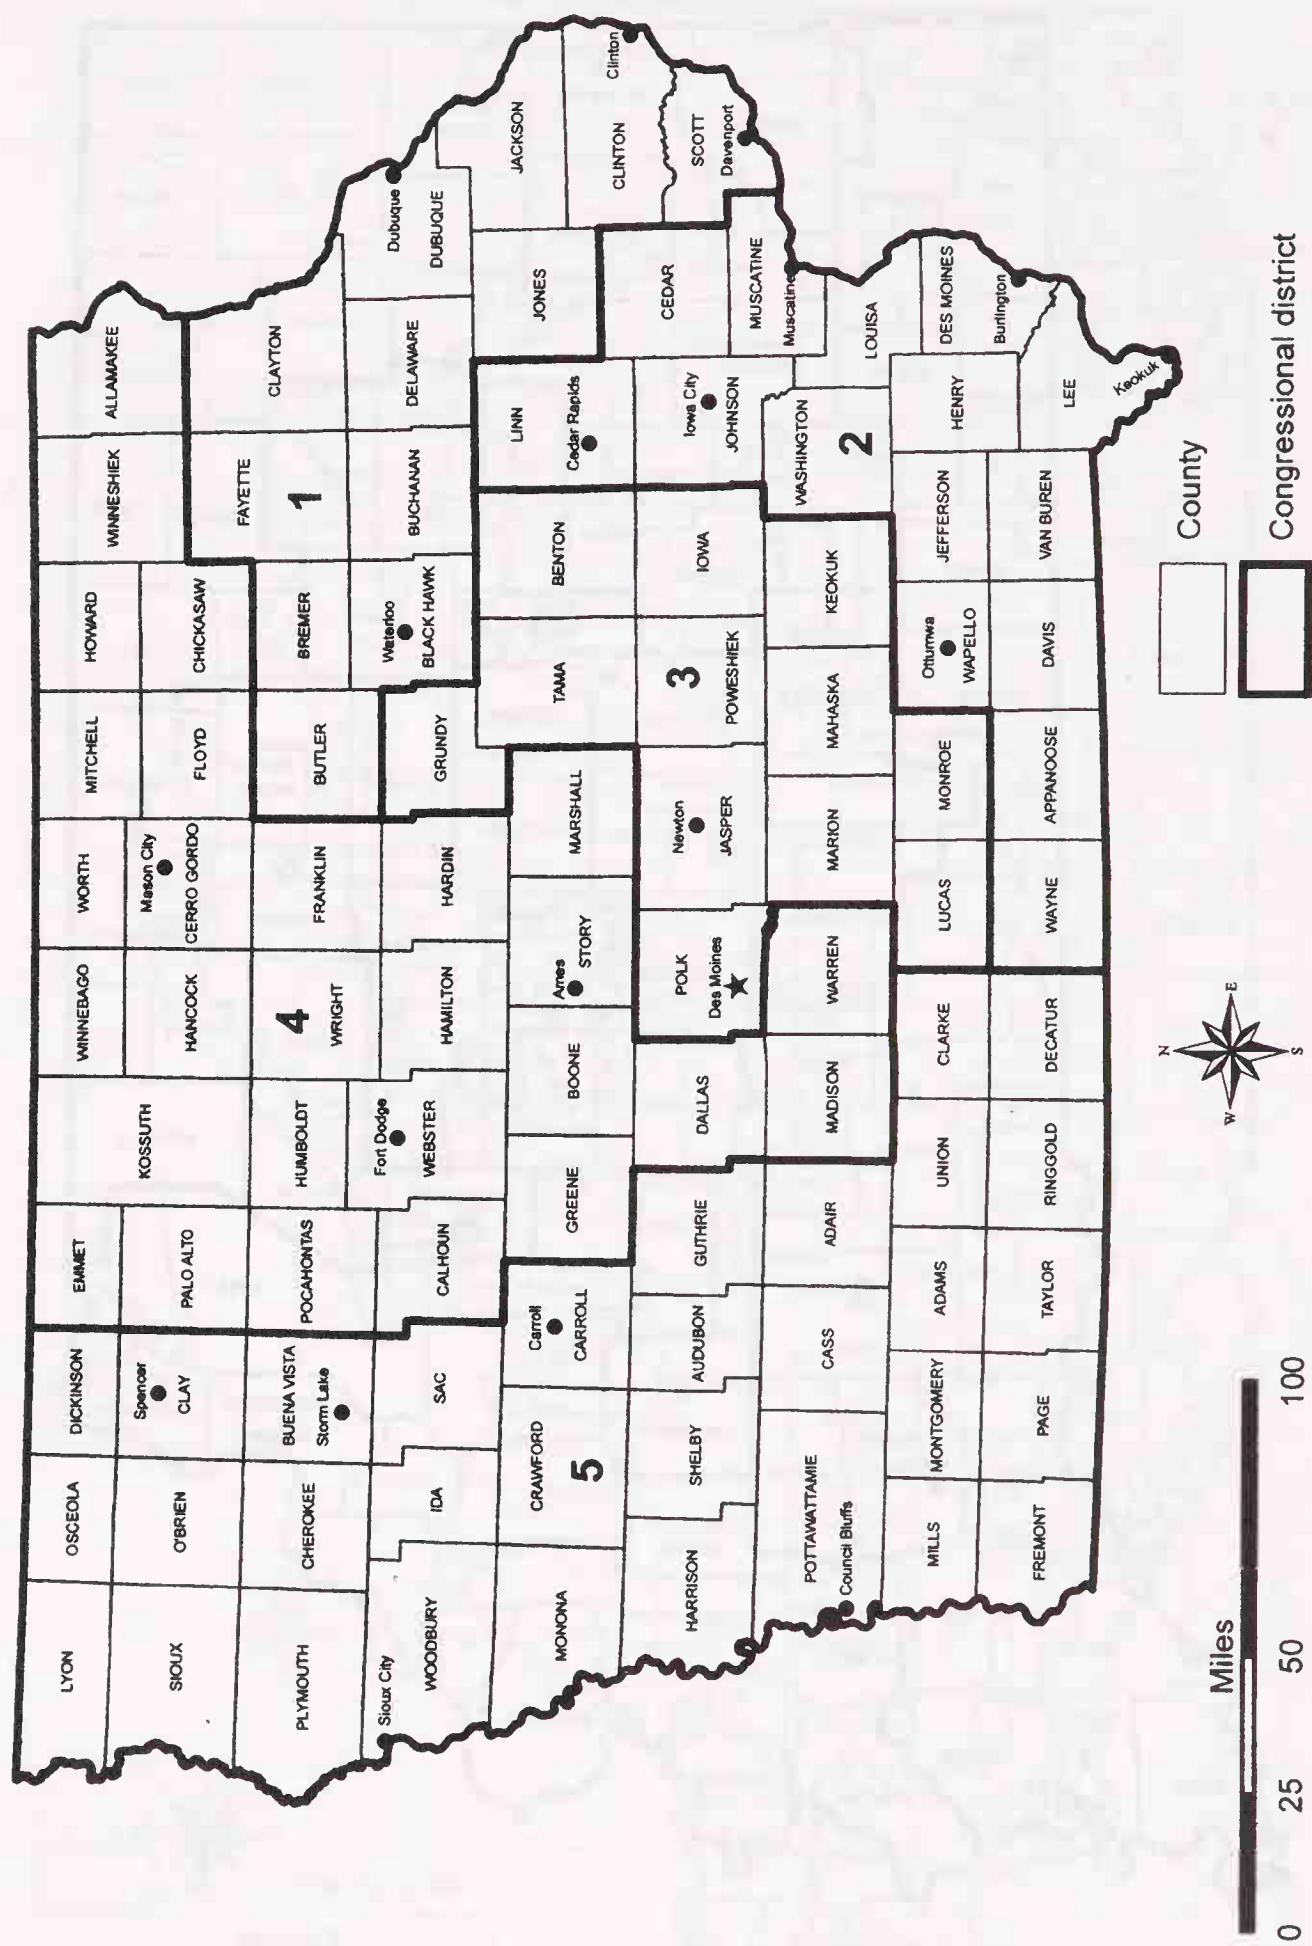 LYON
OSCEOLA
DICKINSON
EMMET
WINNEBAGO
WORTH
MITCHELL
HOWARD
WINNESHIEK
ALLAMAKEE
KOSSUTH
SIOUX
O'BRIEN
Spencer
CLAY
PALO ALTO
HANCOCK
Mason City
CERRO GORDO
FLOYD
CHICKASAW
PLYMOUTH
CHEROKEE
BUENA VISTA
Storm Lake
POCAHONTAS
HUMBOLDT
4
WRIGHT
FRANKLIN
BUTLER
BREMER
FAYETTE
1
CLAYTON
Sioux City
WOODBURY
IDA
SAC
CALHOUN
Fort Dodge
WEBSTER
HAMILTON
HARDIN
GRUNDY
Waterloo
BLACK HAWK
BUCHANAN
DELAWARE
Dubuque
DUBUQUE
MONONA
CRAWFORD
5
Carroll
CARROLL
GREENE
BOONE
Ames
STORY
MARSHALL
TAMA
BENTON
LINN
Cedar Rapids
JONES
JACKSON
CLINTON
Clinton
HARRISON
SHELBY
AUDUBON
GUTHRIE
DALLAS
POLK
Des Moines
Newton
JASPER
3
POWESHIEK
IOWA
Iowa City
JOHNSON
CEDAR
SCOTT
Davenport
MUSCATINE
Muscatine
POTTAWATTAMIE
Council Bluffs
CASS
ADAIR
MADISON
WARREN
MARION
MAHASKA
KEOKUK
WASHINGTON
2
LOUISA
MILLS
MONTGOMERY
ADAMS
UNION
CLARKE
LUCAS
MONROE
Ottumwa
WAPELLO
JEFFERSON
HENRY
DES MOINES
Burlington
FREMONT
PAGE
TAYLOR
RINGGOLD
DECATUR
WAYNE
APPANOOSE
DAVIS
VAN BUREN
LEE
Keokuk
Miles
0 25 50 100
N
W E
S
County
Congressional district